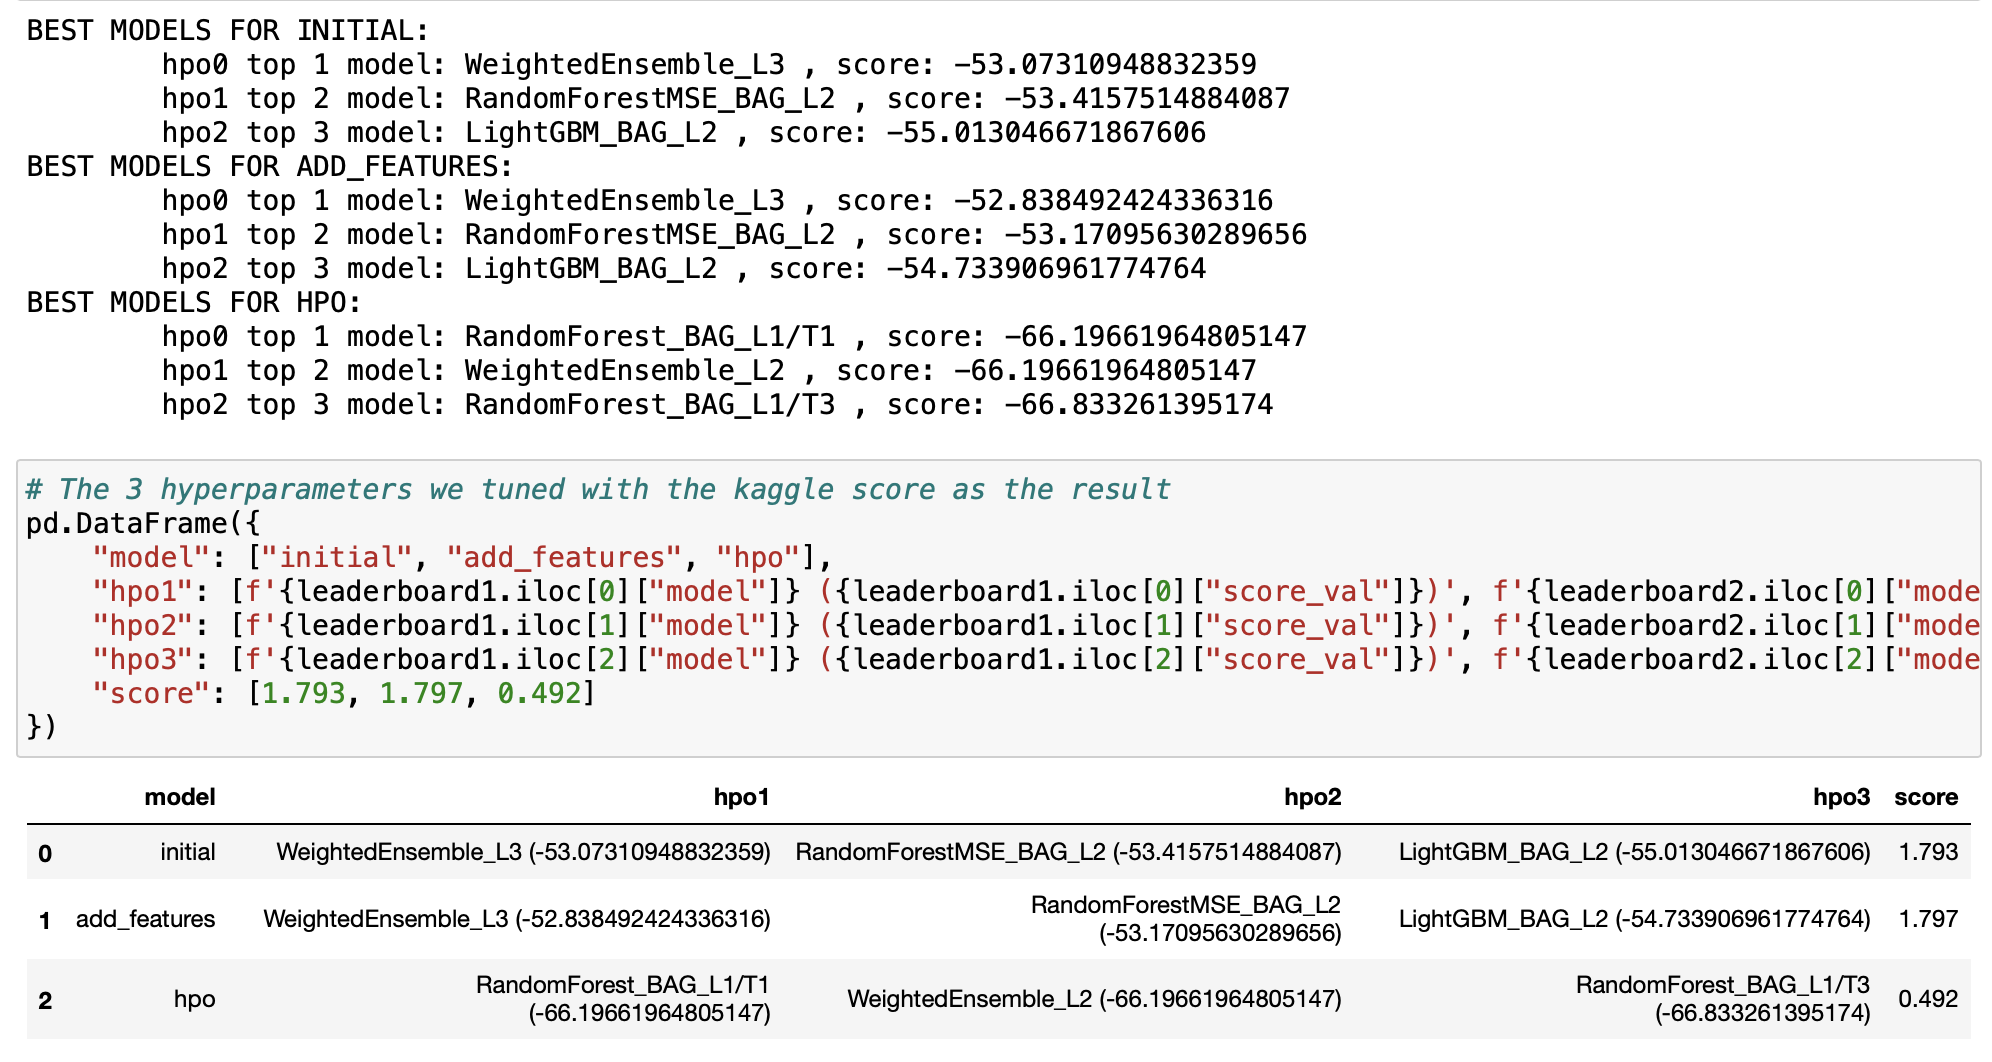 BEST MODELS FOR INITIAL:
hpo0 top 1 model: WeightedEnsemble_L3 , score: -53.07310948832359
hpo1 top 2 model: RandomForestMSE_BAG_L2 , score: -53.4157514884087
hpo2 top 3 model: LightGBM_BAG_L2 , score: -55.013046671867606
BEST MODELS FOR ADD_FEATURES:
hpo0 top 1 model: WeightedEnsemble_L3 , score: -52.838492424336316
hpo1 top 2 model: RandomForestMSE_BAG_L2 , score: -53.17095630289656
hpo2 top 3 model: LightGBM_BAG_L2 , score: -54.733906961774764
BEST MODELS FOR HPO:
hpo0 top 1 model: RandomForest_BAG_L1/T1 , score: -66.19661964805147
hpo1 top 2 model: WeightedEnsemble_L2 , score: -66.19661964805147
hpo2 top 3 model: RandomForest_BAG_L1/T3 , score: -66.833261395174
# The 3 hyperparameters we tuned with the kaggle score as the result
pd.DataFrame({
"model": ["initial", "add_features", "hpo"],
"hpo1": [f'{leaderboard1.iloc[0]["model"]} ({leaderboard1.iloc[0]["score_val"]})', f'{leaderboard2.iloc[0]["mode
"hpo2": [f'{leaderboard1.iloc[1]["model"]} ({leaderboard1.iloc[1]["score_val"]})', f'{leaderboard2.iloc[1]["mode
"hpo3": [f'{leaderboard1.iloc[2]["model"]} ({leaderboard1.iloc[2]["score_val"]})', f'{leaderboard2.iloc[2]["mode
"score": [1.793, 1.797, 0.492]
})
model hpo1 hpo2 hpo3 score
0 initial WeightedEnsemble_L3 (-53.07310948832359) RandomForestMSE_BAG_L2 (-53.4157514884087) LightGBM_BAG_L2 (-55.013046671867606) 1.793
1 add_features WeightedEnsemble_L3 (-52.838492424336316) RandomForestMSE_BAG_L2 (-53.17095630289656) LightGBM_BAG_L2 (-54.733906961774764) 1.797
2 hpo RandomForest_BAG_L1/T1 (-66.19661964805147) WeightedEnsemble_L2 (-66.19661964805147) RandomForest_BAG_L1/T3 (-66.833261395174) 0.492